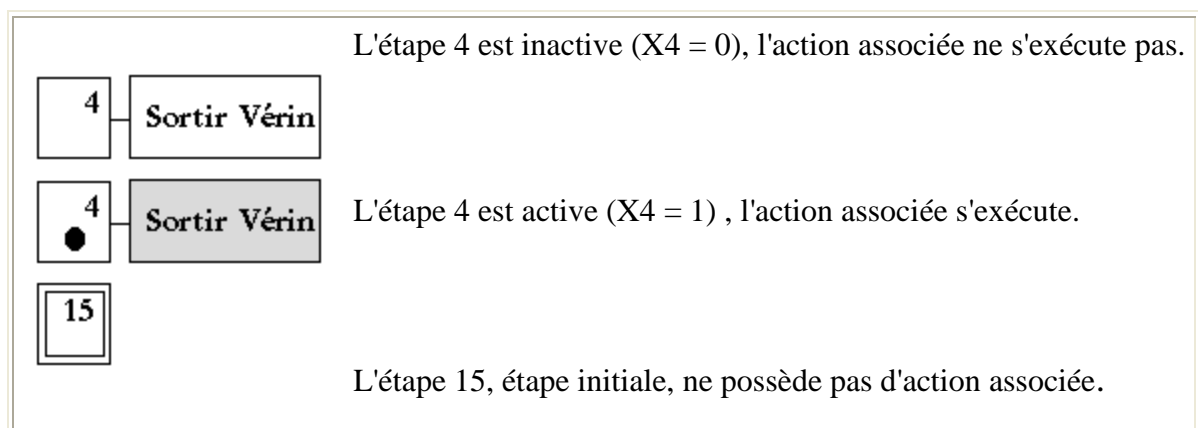 L'étape 4 est inactive (X4 = 0), l'action associée ne s'exécute pas.
4 Sortir Vérin
4 Sortir Vérin
L'étape 4 est active (X4 = 1) , l'action associée s'exécute.
15
L'étape 15, étape initiale, ne possède pas d'action associée.